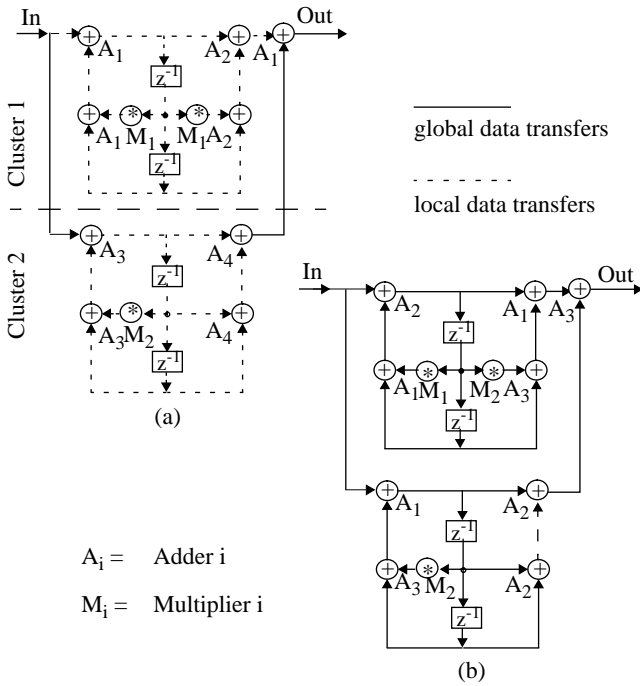 In
Out
+ + +
A₁ A₂ A₁
z⁻¹
+ * * +
A₁ M₁ M₁ A₂
z⁻¹
Cluster 1
global data transfers
local data transfers
Cluster 2
+ +
A₃ A₄
z⁻¹
+ * +
A₃ M₂ A₄
z⁻¹
(a)
In
Out
+ + +
A₂ A₁ A₃
z⁻¹
+ * * +
A₁ M₁ M₂ A₃
z⁻¹
+ +
A₁ A₂
z⁻¹
+ * +
A₃ M₂ A₂
z⁻¹
(b)
Aᵢ = Adder i
Mᵢ = Multiplier i